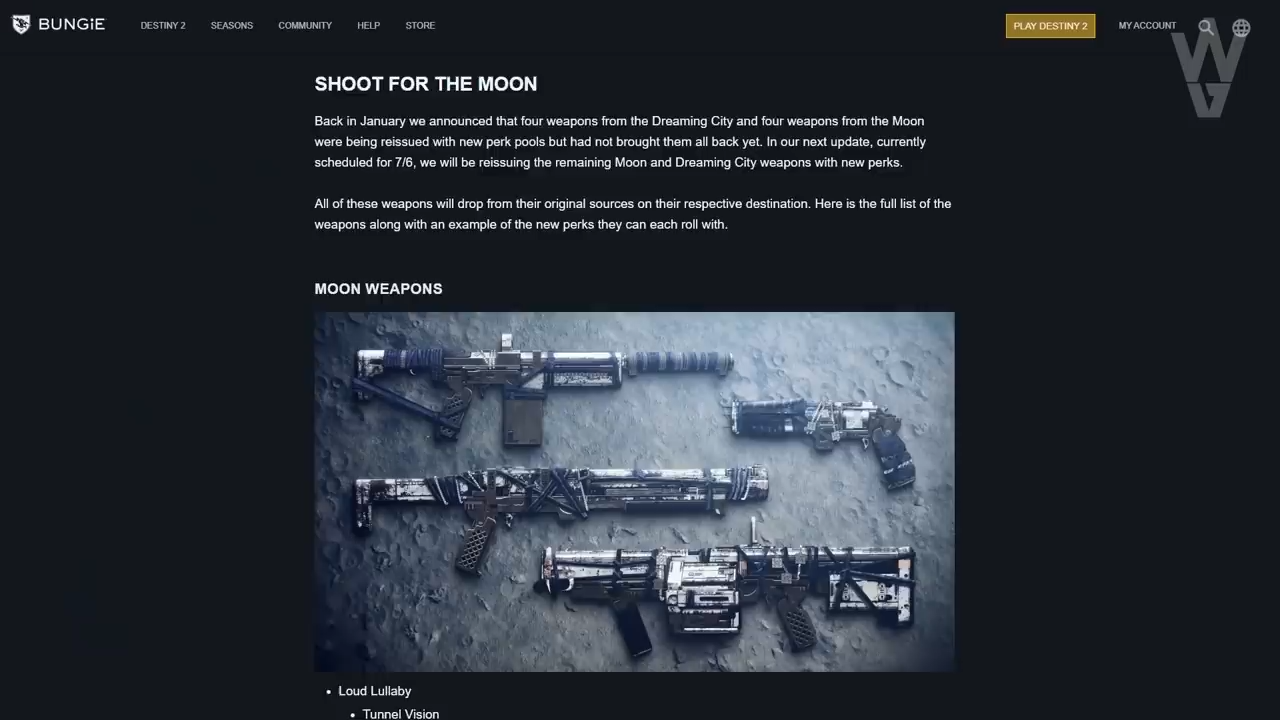 BUNGiE DESTINY 2 SEASONS COMMUNITY HELP STORE PLAY DESTINY 2 MY ACCOUNT
SHOOT FOR THE MOON
Back in January we announced that four weapons from the Dreaming City and four weapons from the Moon
were being reissued with new perk pools but had not brought them all back yet. In our next update, currently
scheduled for 7/6, we will be reissuing the remaining Moon and Dreaming City weapons with new perks.
All of these weapons will drop from their original sources on their respective destination. Here is the full list of the
weapons along with an example of the new perks they can each roll with.
MOON WEAPONS
• Loud Lullaby
• Tunnel Vision